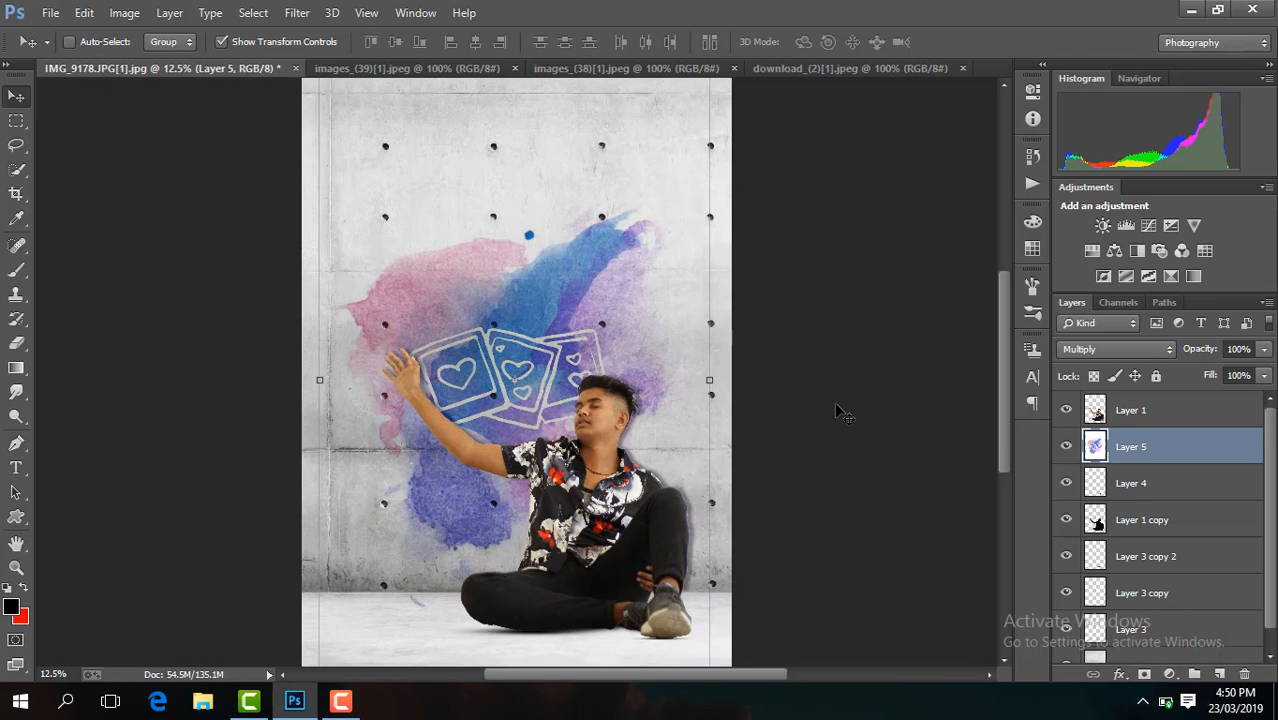 Ps File Edit Image Layer Type Select Filter 3D View Window Help
Auto-Select: Group Show Transform Controls 3D Mode: Photography
IMG_9178.JPG[1].jpg @ 12.5% (Layer 5, RGB/8) * × images_(39)[1].jpeg @ 100% (RGB/8#) × images_(38)[1].jpeg @ 100% (RGB/8#) × download_(2)[1].jpeg @ 100% (RGB/8#) ×
Histogram Navigator
Adjustments
Add an adjustment
Layers Channels Paths
Kind
Multiply Opacity: 100%
Lock: Fill: 100%
Layer 1
Layer 5
Layer 4
Layer 1 copy
Layer 3 copy 2
Layer 3 copy
Layer 3
Activate Windows
Go to Settings to activate Windows.
12.5% Doc: 54.5M/135.1M
4:50 PM
23/03/2019